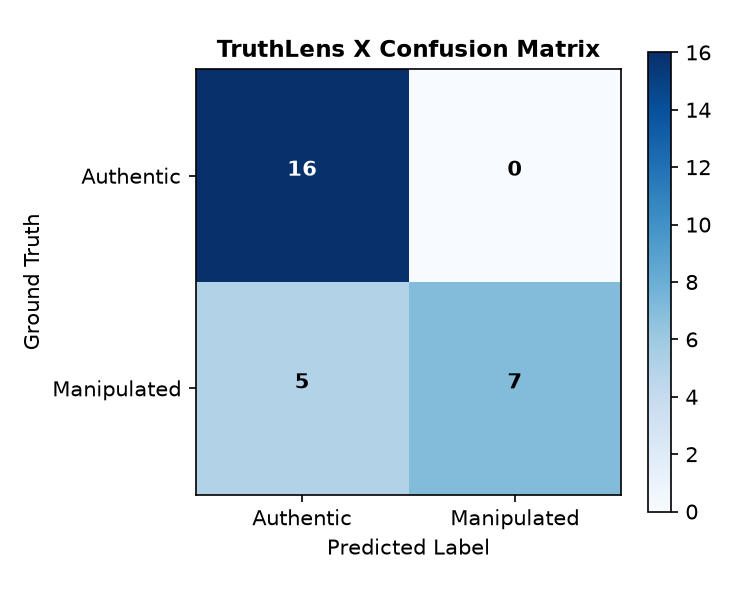 TruthLens X Confusion Matrix
Ground Truth
Authentic
16
0
Manipulated
5
7
Authentic
Manipulated
Predicted Label
16
14
12
10
8
6
4
2
0